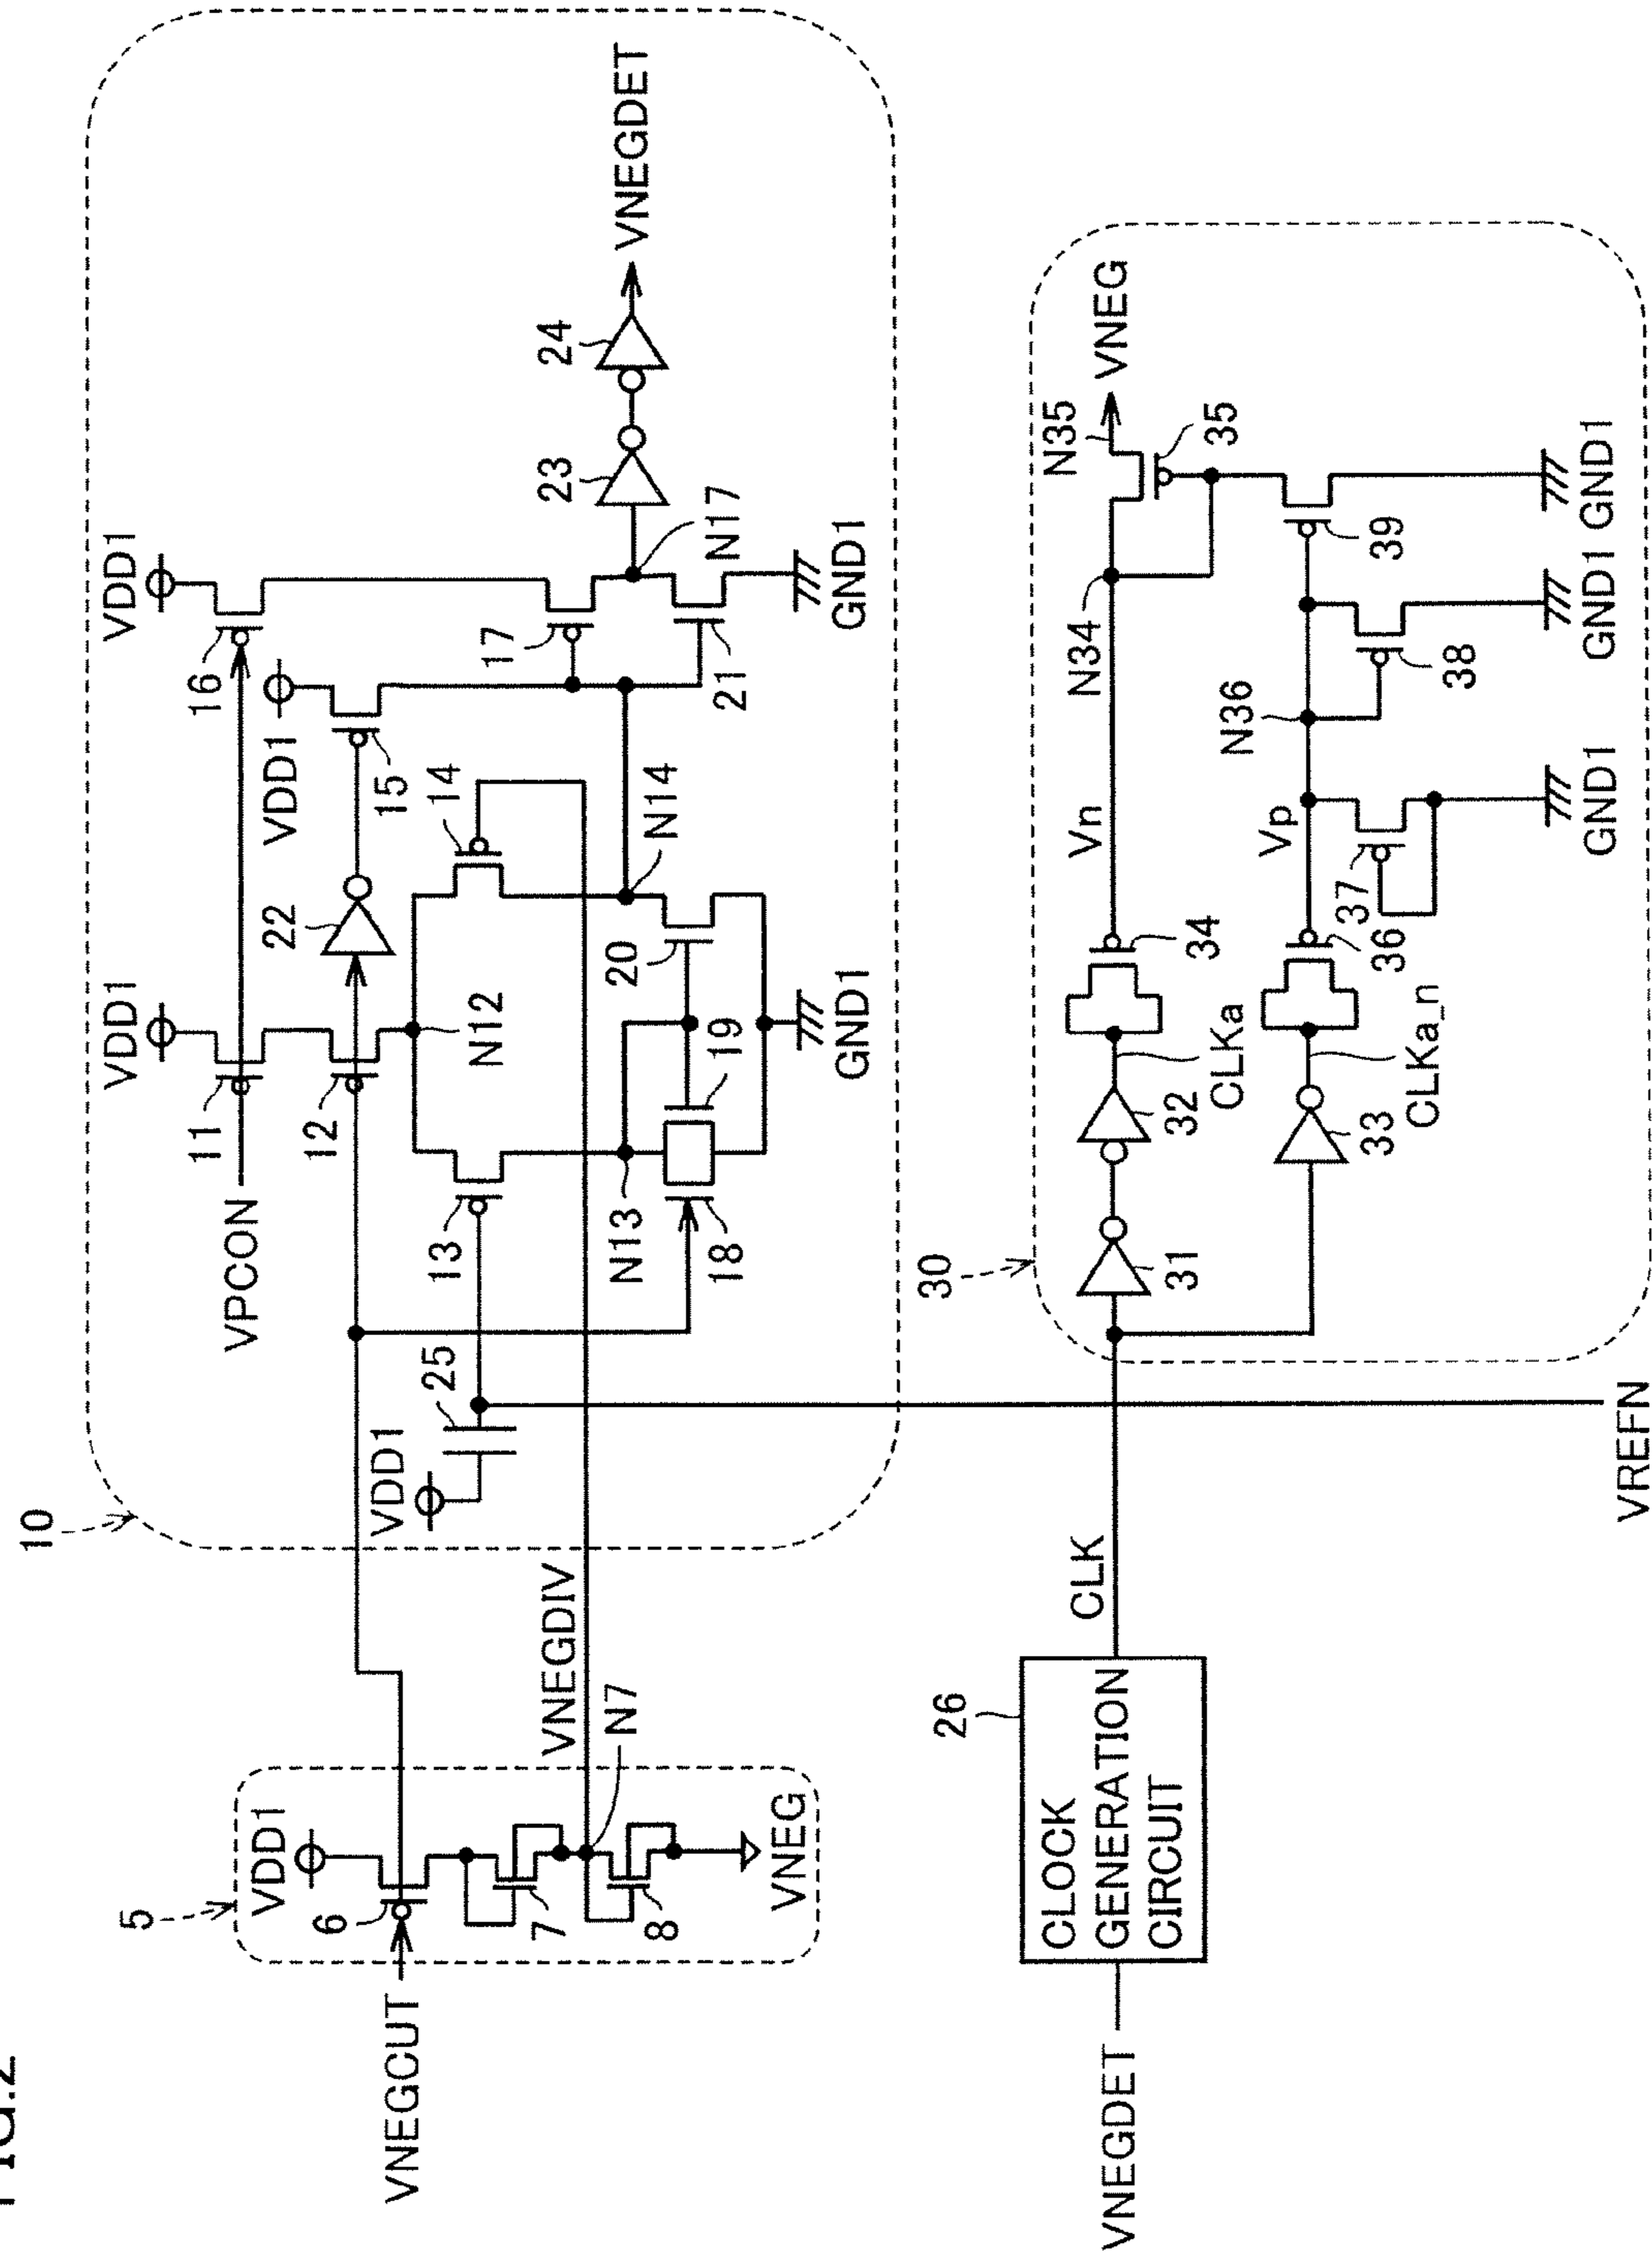 FIG.2
10
VDD1
VDD1
VPCON
11
16
12
22
VDD1
15
17
VNEGDET
23
24
N17
GND1
21
N12
14
13
25
VDD1
N14
20
N13
18
19
GND1
5
VDD1
6
7
8
VNEGCUT
VNEGDIV
N7
VNEG
30
VNEGDET
26
CLOCK
GENERATION
CIRCUIT
CLK
VREFN
31
32
CLKa
34
Vn
N34
N35
VNEG
35
33
CLKa_n
36
Vp
37
N36
38
39
GND1
GND1
GND1